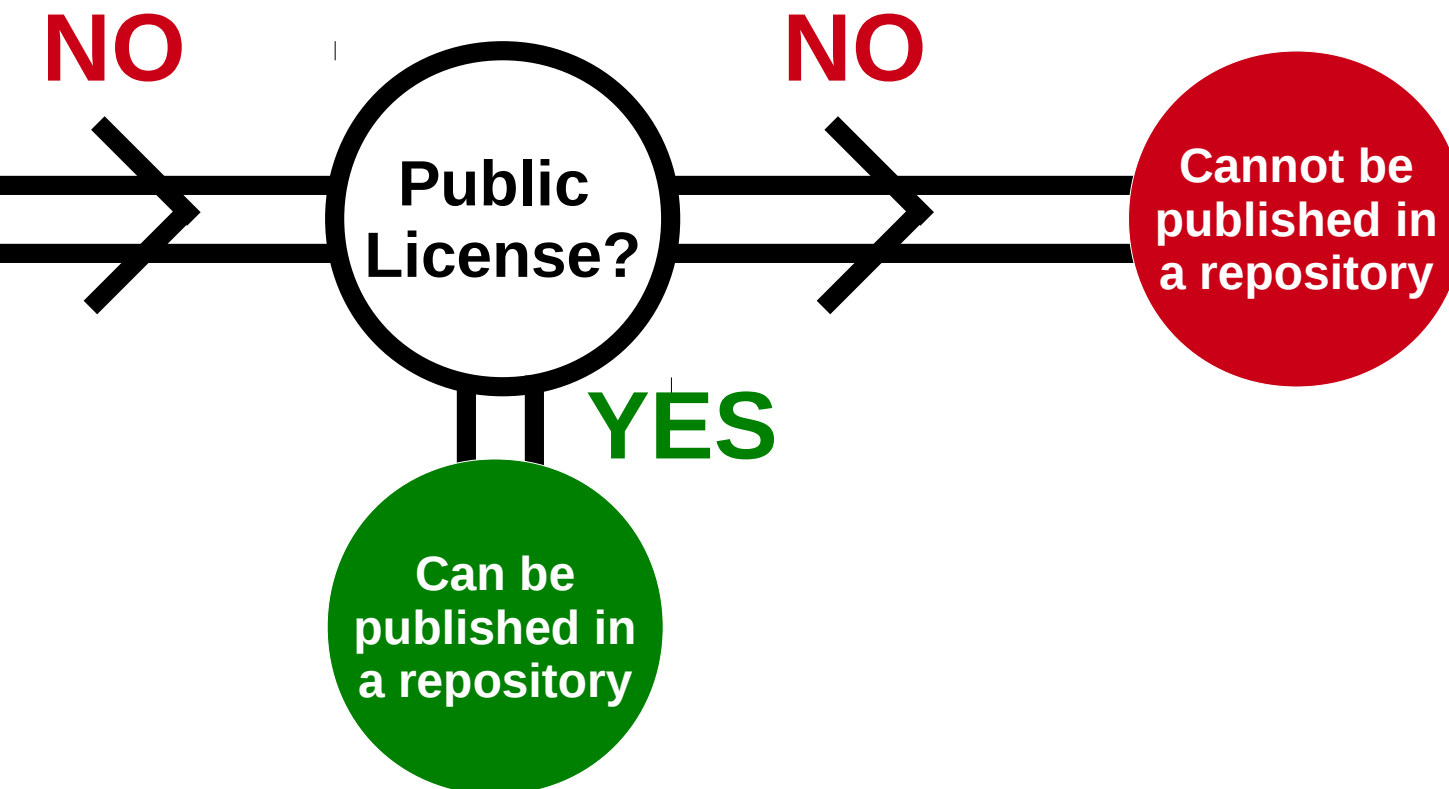 NO
NO
Public
License?
Cannot be
published in
a repository
YES
Can be
published in
a repository